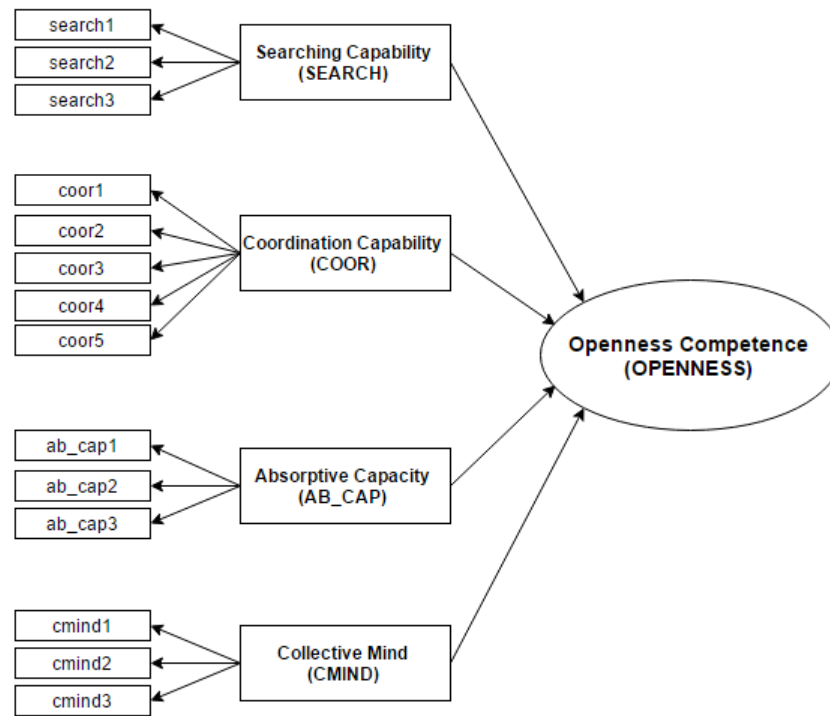 search1
search2
search3
Searching Capability
(SEARCH)
coor1
coor2
coor3
coor4
coor5
Coordination Capability
(COOR)
Openness Competence
(OPENNESS)
ab_cap1
ab_cap2
ab_cap3
Absorptive Capacity
(AB_CAP)
cmind1
cmind2
cmind3
Collective Mind
(CMIND)